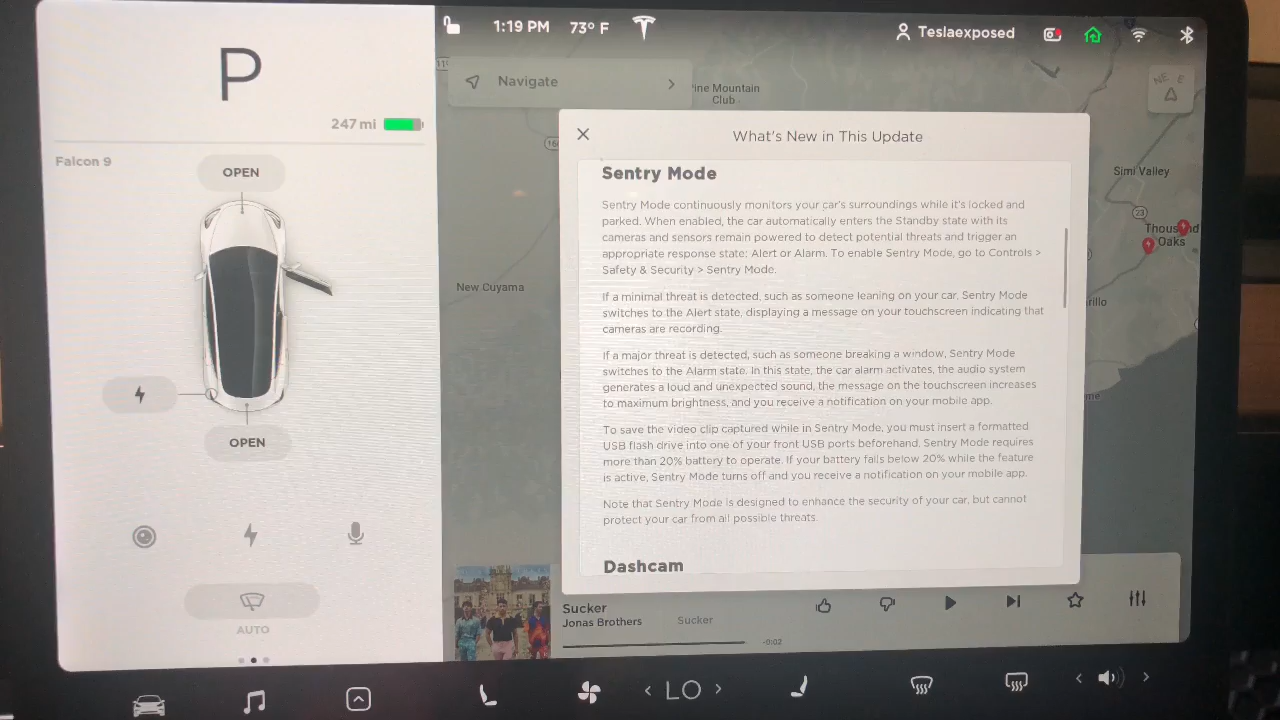 P
247 mi
Falcon 9
OPEN
OPEN
AUTO
1:19 PM 73° F
Teslaexposed
Navigate
ine Mountain
Club
NE E
Simi Valley
23
Thous nd
Oaks
New Cuyama
rillo
me
What's New in This Update
Sentry Mode
Sentry Mode continuously monitors your car's surroundings while it's locked and
parked. When enabled, the car automatically enters the Standby state with its
cameras and sensors remain powered to detect potential threats and trigger an
appropriate response state: Alert or Alarm. To enable Sentry Mode, go to Controls >
Safety & Security > Sentry Mode.
If a minimal threat is detected, such as someone leaning on your car, Sentry Mode
switches to the Alert state, displaying a message on your touchscreen indicating that
cameras are recording.
If a major threat is detected, such as someone breaking a window, Sentry Mode
switches to the Alarm state. In this state, the car alarm activates, the audio system
generates a loud and unexpected sound, the message on the touchscreen increases
to maximum brightness, and you receive a notification on your mobile app.
To save the video clip captured while in Sentry Mode, you must insert a formatted
USB flash drive into one of your front USB ports beforehand. Sentry Mode requires
more than 20% battery to operate. If your battery falls below 20% while the feature
is active, Sentry Mode turns off and you receive a notification on your mobile app.
Note that Sentry Mode is designed to enhance the security of your car, but cannot
protect your car from all possible threats.
Dashcam
Sucker
Jonas Brothers Sucker
-0:02
LO